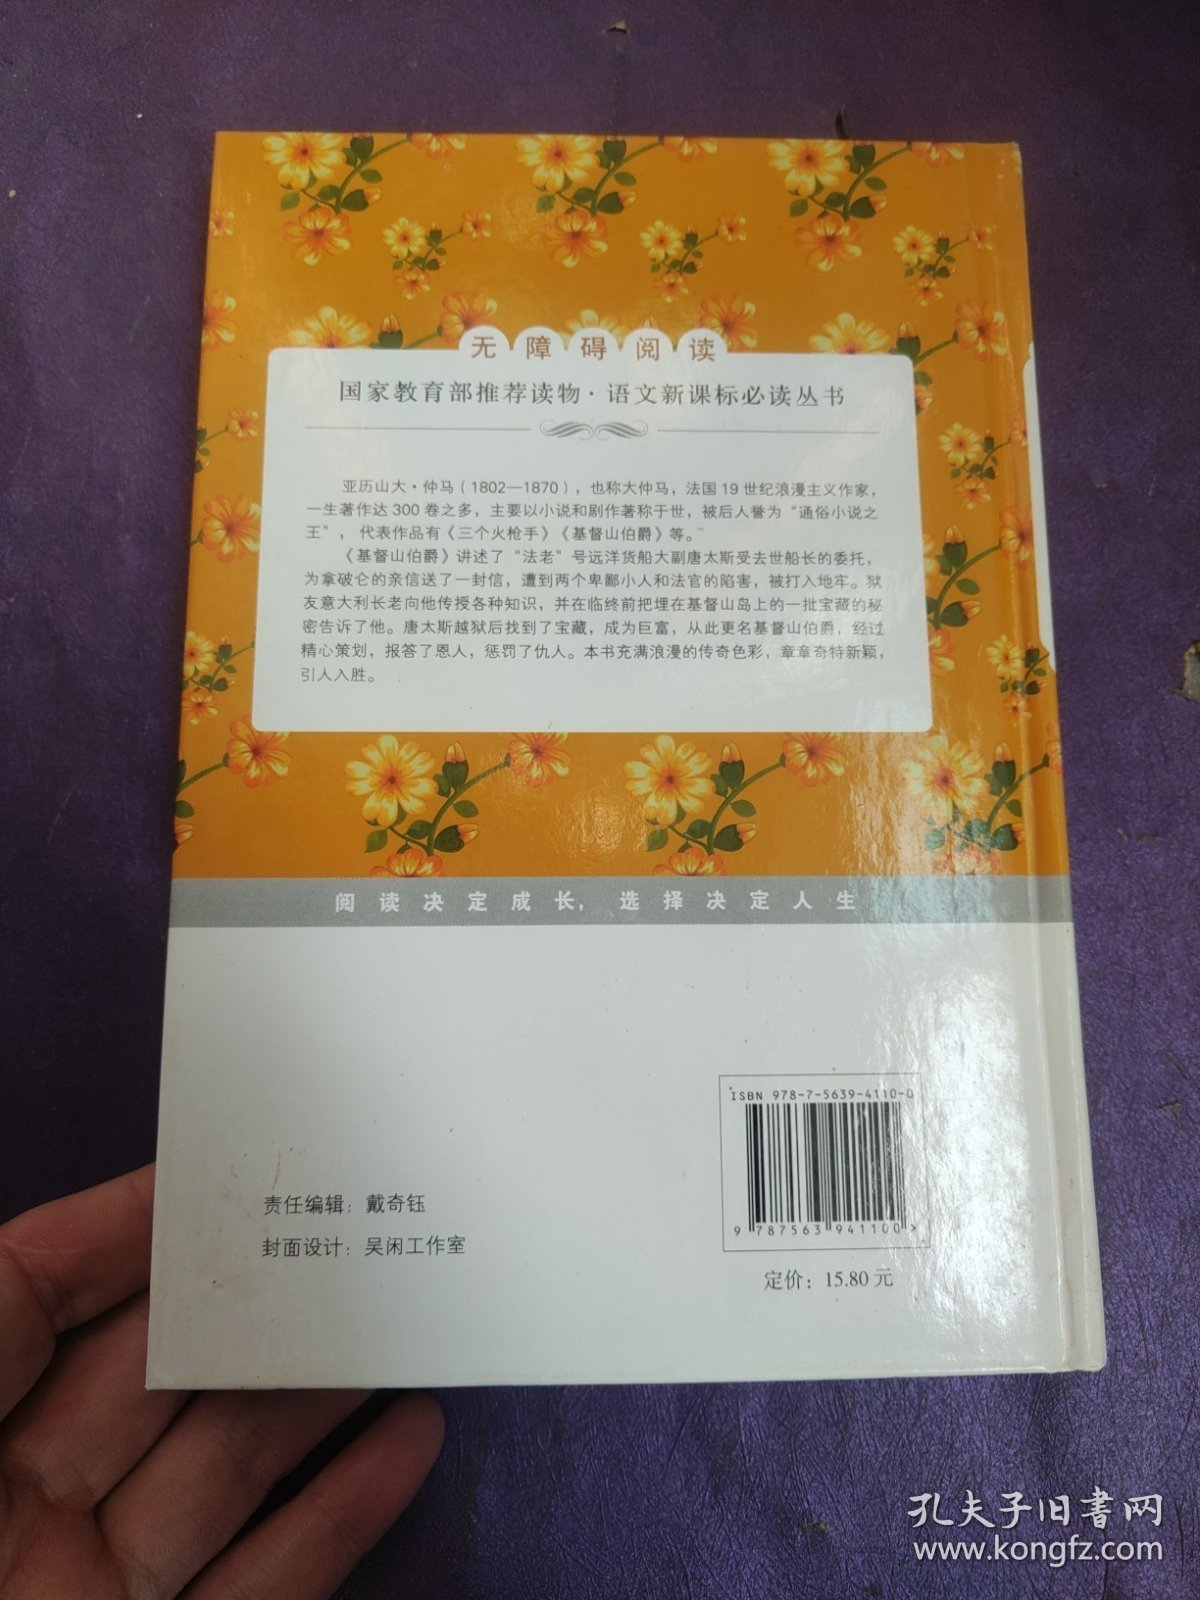 无障碍阅读
国家教育部推荐读物·语文新课标必读丛书
亚历山大·仲马（1802—1870），也称大仲马，法国19世纪浪漫主义作家，
一生著作达300卷之多，主要以小说和剧作著称于世，被后人誉为“通俗小说之
王”，代表作品有《三个火枪手》《基督山伯爵》等。
《基督山伯爵》讲述了“法老”号远洋货船大副唐太斯受去世船长的委托，
为拿破仑的亲信送了一封信，遭到两个卑鄙小人和法官的陷害，被打入地牢。狱
友意大利长老向他传授各种知识，并在临终前把埋在基督山岛上的一批宝藏的秘
密告诉了他。唐太斯越狱后找到了宝藏，成为巨富，从此更名基督山伯爵，经过
精心策划，报答了恩人，惩罚了仇人。本书充满浪漫的传奇色彩，章章奇特新颖，
引人入胜。
阅读决定成长，选择决定人生
ISBN 978-7-5639-4110-0
9 787563 941100 >
责任编辑：戴奇钰
封面设计：吴闲工作室
定价：15.80元
孔夫子旧書网
www.kongfz.com